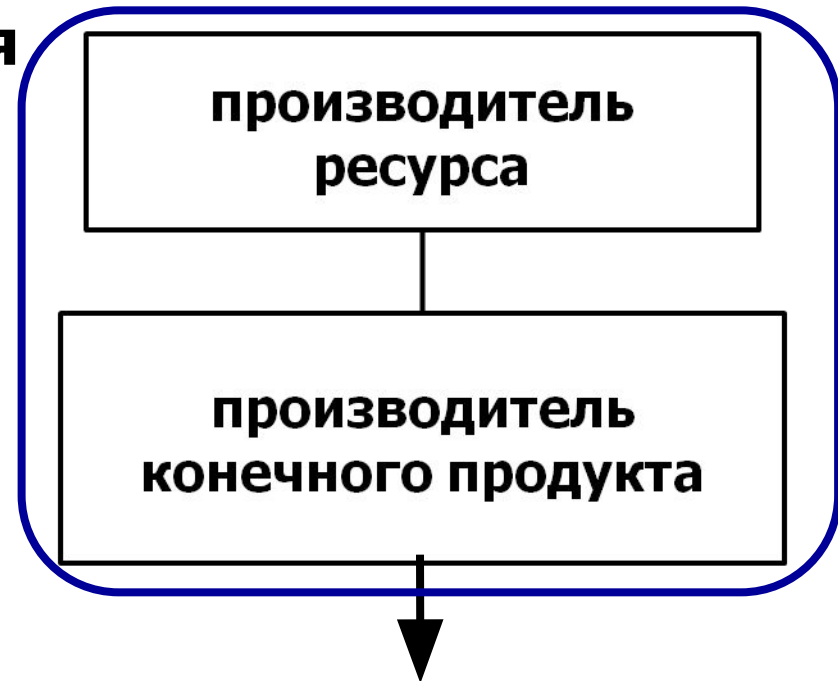 я
производитель
ресурса
производитель
конечного продукта